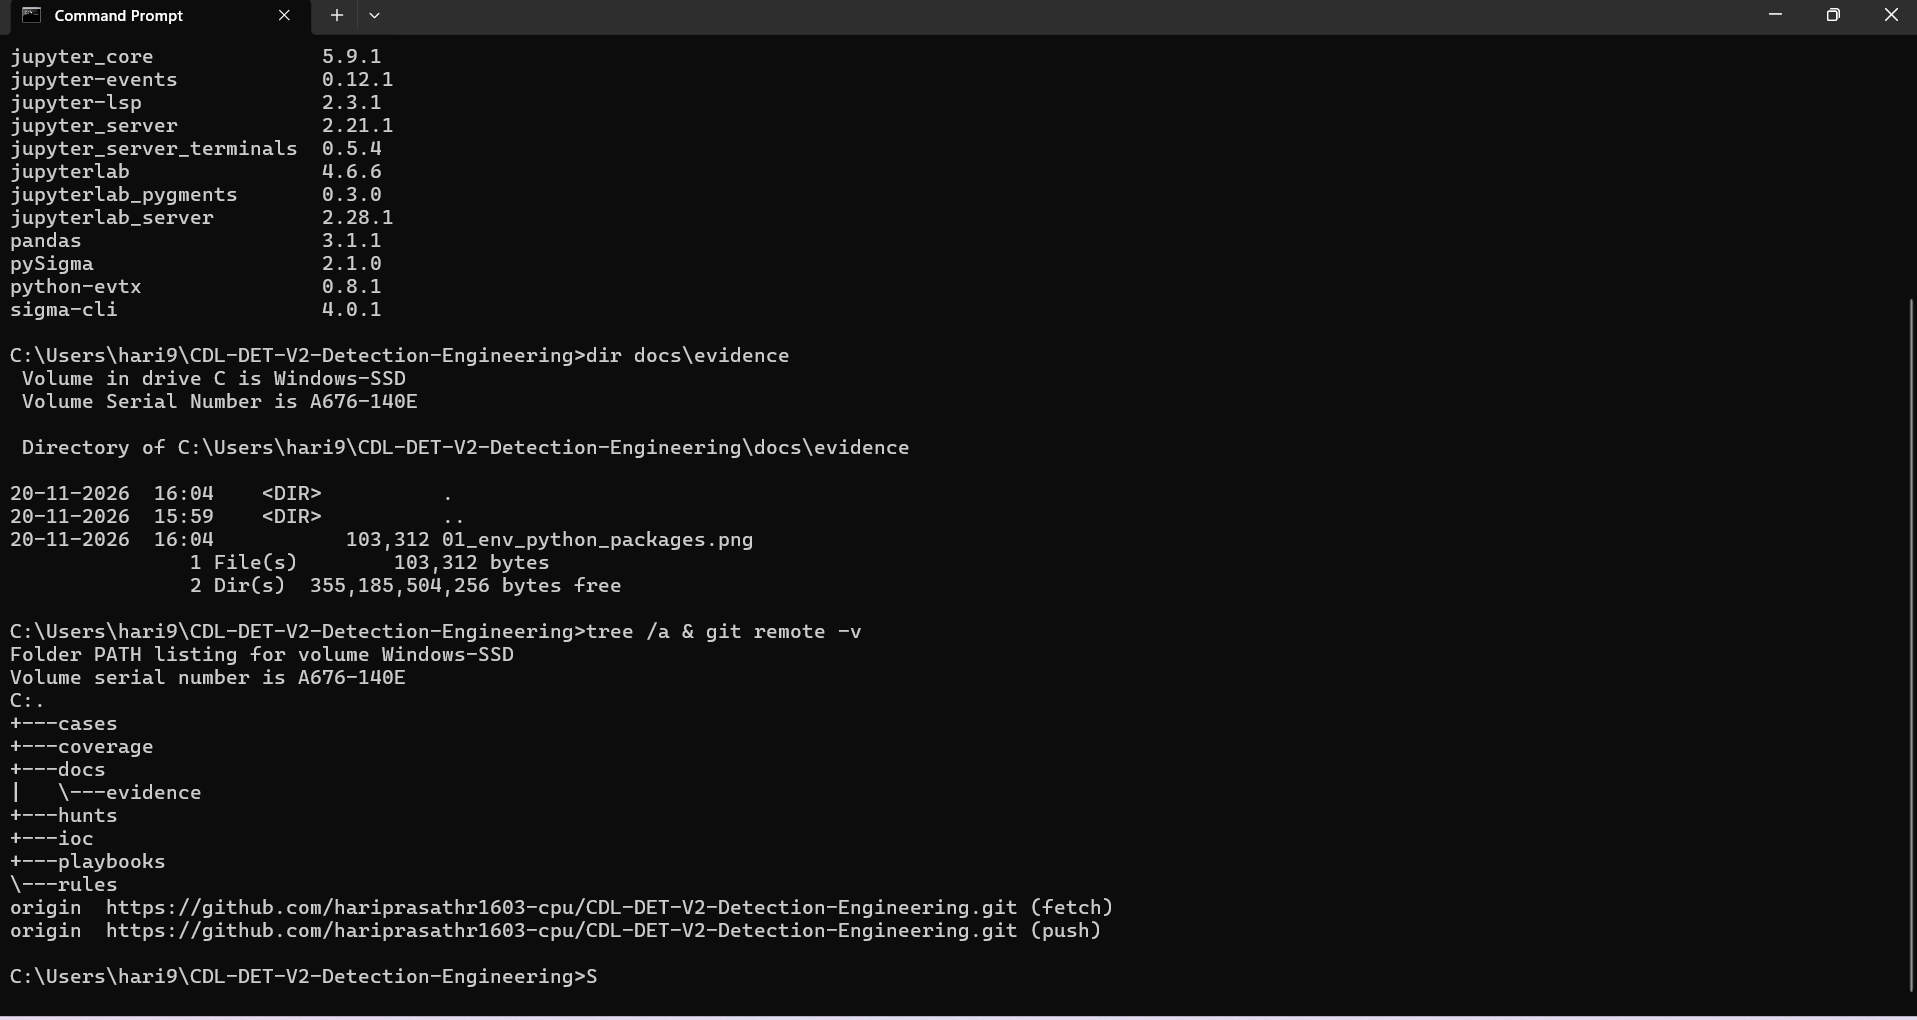 Command Prompt
jupyter_core              5.9.1
jupyter-events            0.12.1
jupyter-lsp               2.3.1
jupyter_server            2.21.1
jupyter_server_terminals  0.5.4
jupyterlab                4.6.6
jupyterlab_pygments       0.3.0
jupyterlab_server         2.28.1
pandas                    3.1.1
pySigma                   2.1.0
python-evtx               0.8.1
sigma-cli                 4.0.1
C:\Users\hari9\CDL-DET-V2-Detection-Engineering>dir docs\evidence
 Volume in drive C is Windows-SSD
 Volume Serial Number is A676-140E
 Directory of C:\Users\hari9\CDL-DET-V2-Detection-Engineering\docs\evidence
20-11-2026  16:04    <DIR>          .
20-11-2026  15:59    <DIR>          ..
20-11-2026  16:04           103,312 01_env_python_packages.png
               1 File(s)        103,312 bytes
               2 Dir(s)  355,185,504,256 bytes free
C:\Users\hari9\CDL-DET-V2-Detection-Engineering>tree /a & git remote -v
Folder PATH listing for volume Windows-SSD
Volume serial number is A676-140E
C:.
+---cases
+---coverage
+---docs
|   \---evidence
+---hunts
+---ioc
+---playbooks
\---rules
origin  https://github.com/hariprasathr1603-cpu/CDL-DET-V2-Detection-Engineering.git (fetch)
origin  https://github.com/hariprasathr1603-cpu/CDL-DET-V2-Detection-Engineering.git (push)
C:\Users\hari9\CDL-DET-V2-Detection-Engineering>S